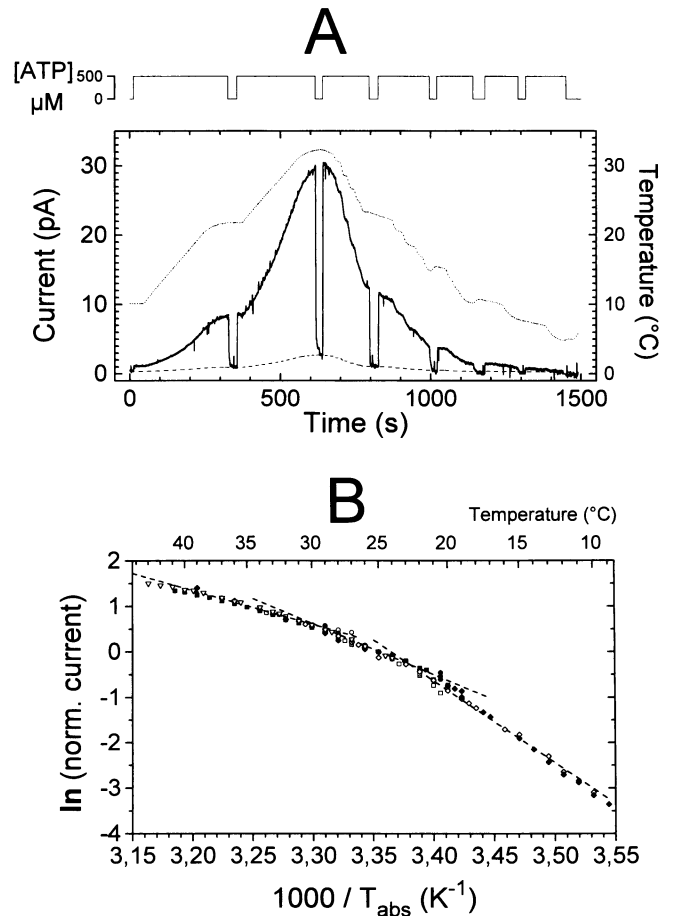 A
[ATP] 500
µM 0
30 30
20 20
10 10
0 0
Current (pA)
Temperature (°C)
0 500 1000 1500
Time (s)
B
Temperature (°C)
40 35 30 25 20 15 10
2
1
0
-1
-2
-3
-4
ln (norm. current)
3,15 3,20 3,25 3,30 3,35 3,40 3,45 3,50 3,55
1000 / Tabs (K-1)